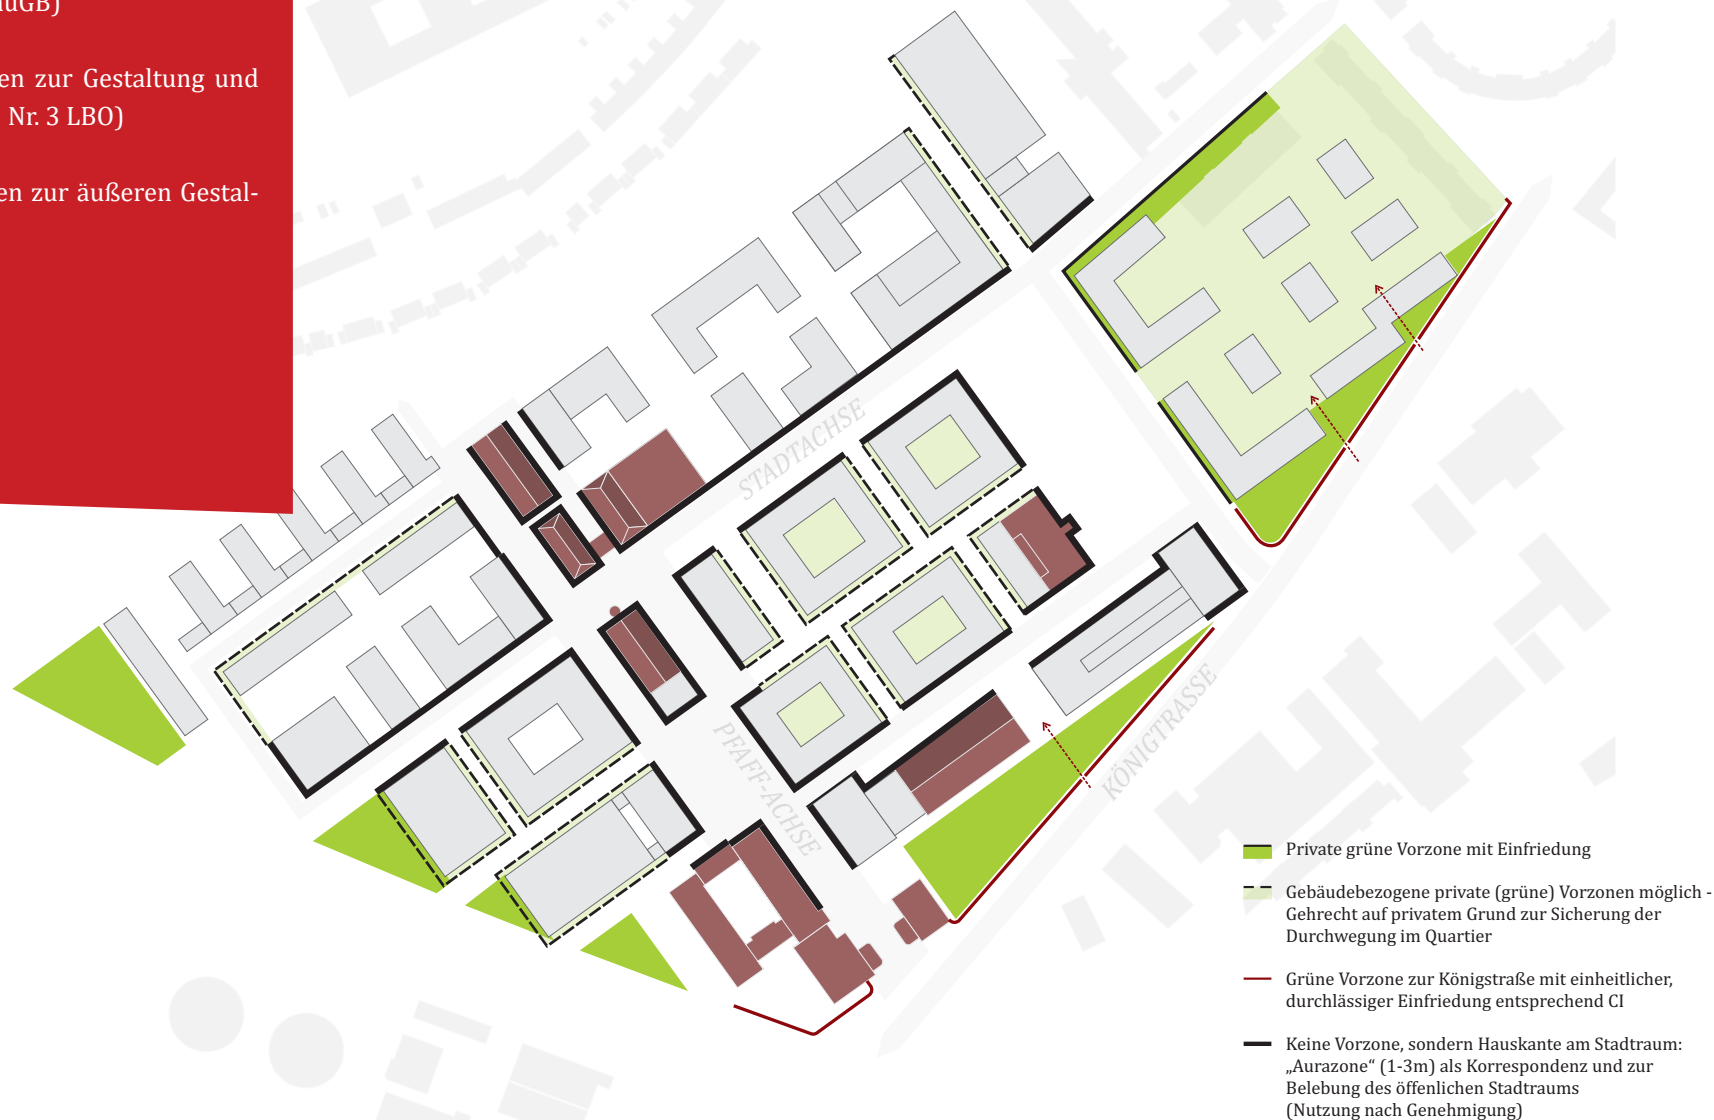 uGB)
en zur Gestaltung und
Nr. 3 LBO)
en zur äußeren Gestal-
STADTACHSE
PFAFF-ACHSE
KÖNIGTRASSE
Private grüne Vorzone mit Einfriedung
Gebäudebezogene private (grüne) Vorzonen möglich -
Gehrecht auf privatem Grund zur Sicherung der
Durchwegung im Quartier
Grüne Vorzone zur Königstraße mit einheitlicher,
durchlässiger Einfriedung entsprechend CI
Keine Vorzone, sondern Hauskante am Stadtraum:
„Aurazone“ (1-3m) als Korrespondenz und zur
Belebung des öffenlichen Stadtraums
(Nutzung nach Genehmigung)